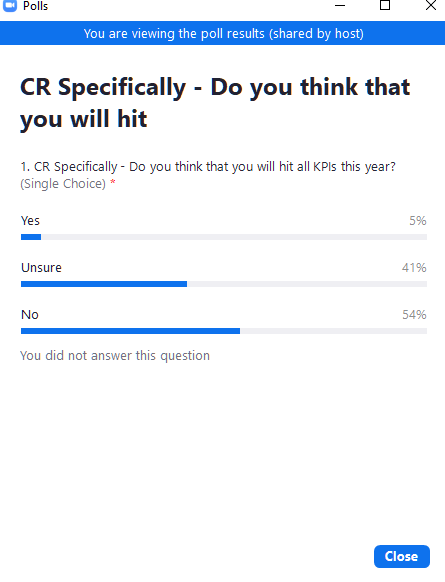 Polls
You are viewing the poll results (shared by host)
CR Specifically - Do you think that
you will hit
1. CR Specifically - Do you think that you will hit all KPIs this year?
(Single Choice) *
Yes 5%
Unsure 41%
No 54%
You did not answer this question
Close